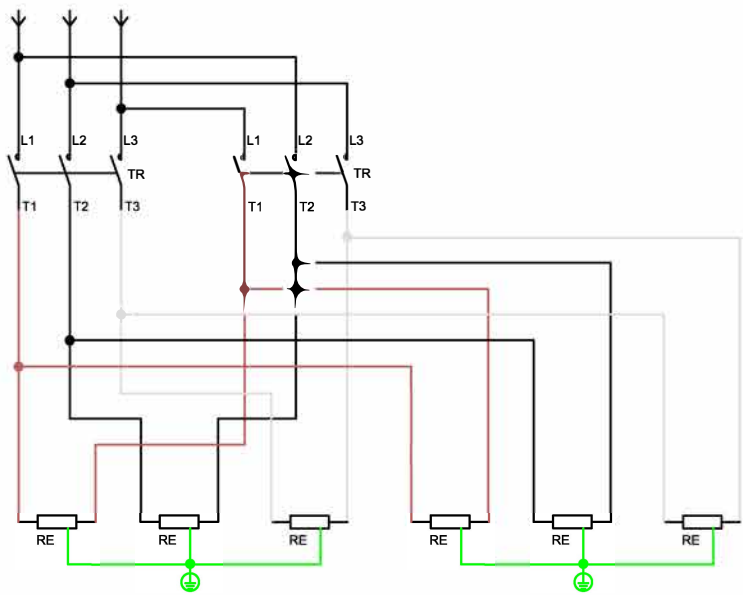 L1 L2 L3 L1 L2 L3
TR TR
T1 T2 T3 T1 T2 T3
RE RE RE RE RE RE